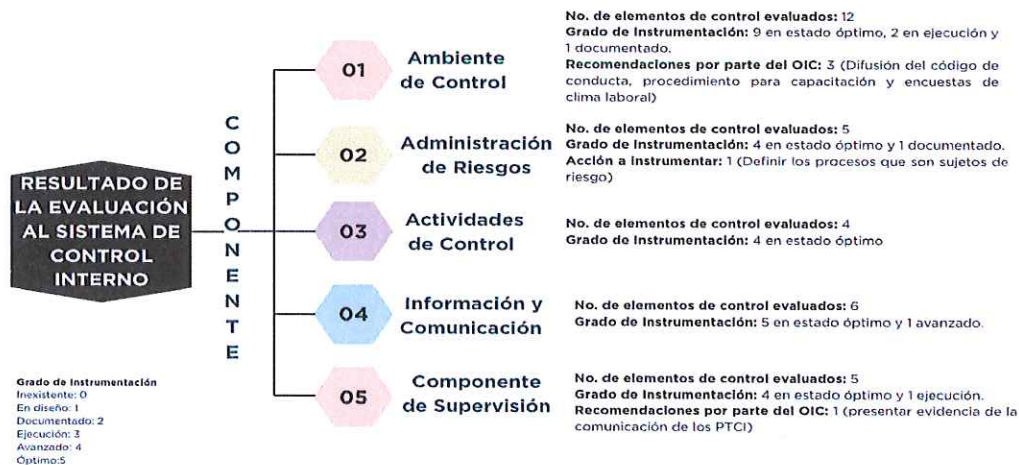 RESULTADO DE
LA EVALUACIÓN
AL SISTEMA DE
CONTROL
INTERNO
COMPONENTE
01
Ambiente
de Control
No. de elementos de control evaluados: 12
Grado de Instrumentación: 9 en estado óptimo, 2 en ejecución y
1 documentado.
Recomendaciones por parte del OIC: 3 (Difusión del código de
conducta, procedimiento para capacitación y encuestas de
clima laboral)
02
Administración
de Riesgos
No. de elementos de control evaluados: 5
Grado de Instrumentación: 4 en estado óptimo y 1 documentado.
Acción a Instrumentar: 1 (Definir los procesos que son sujetos de
riesgo)
03
Actividades
de Control
No. de elementos de control evaluados: 4
Grado de Instrumentación: 4 en estado óptimo
04
Información y
Comunicación
No. de elementos de control evaluados: 6
Grado de Instrumentación: 5 en estado óptimo y 1 avanzado.
05
Componente
de Supervisión
No. de elementos de control evaluados: 5
Grado de Instrumentación: 4 en estado óptimo y 1 ejecución.
Recomendaciones por parte del OIC: 1 (presentar evidencia de la
comunicación de los PTCI)
Grado de Instrumentación
Inexistente: 0
En diseño: 1
Documentado: 2
Ejecución: 3
Avanzado: 4
Óptimo:5